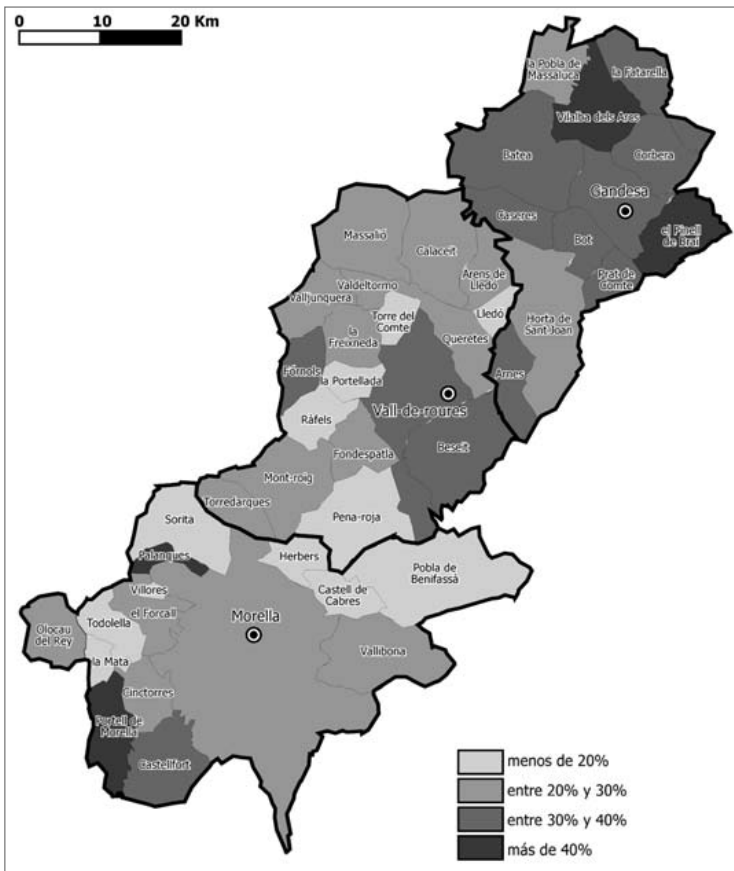 0 10 20 Km
la Pobla de
Massaluca
la Fatarella
Vilalba dels Arcs
Batea
Corbera
Gandesa
Caseres
el Pinell
de Brai
Bot
Prat de
Comte
Massalió
Calaceit
Arens de
Lledó
Valdeltormo
Valljunquera
Torre del
Comte
Lledó
Horta de
Sant Joan
la
Freixneda
Queretes
Fórnols
la Portellada
Arnes
Vall-de-roures
Ráfels
Beseit
Fondespatla
Mont-roig
Torredarques
Pena-roja
Sorita
Palanques
Herbers
Pobla de
Benifassà
Villores
Castell de
Cabres
el Forcall
Morella
Todolella
Olocau
del Rey
Vallibona
la Mata
Cinctorres
Portell de
Morella
Castellfort
menos de 20%
entre 20% y 30%
entre 30% y 40%
más de 40%